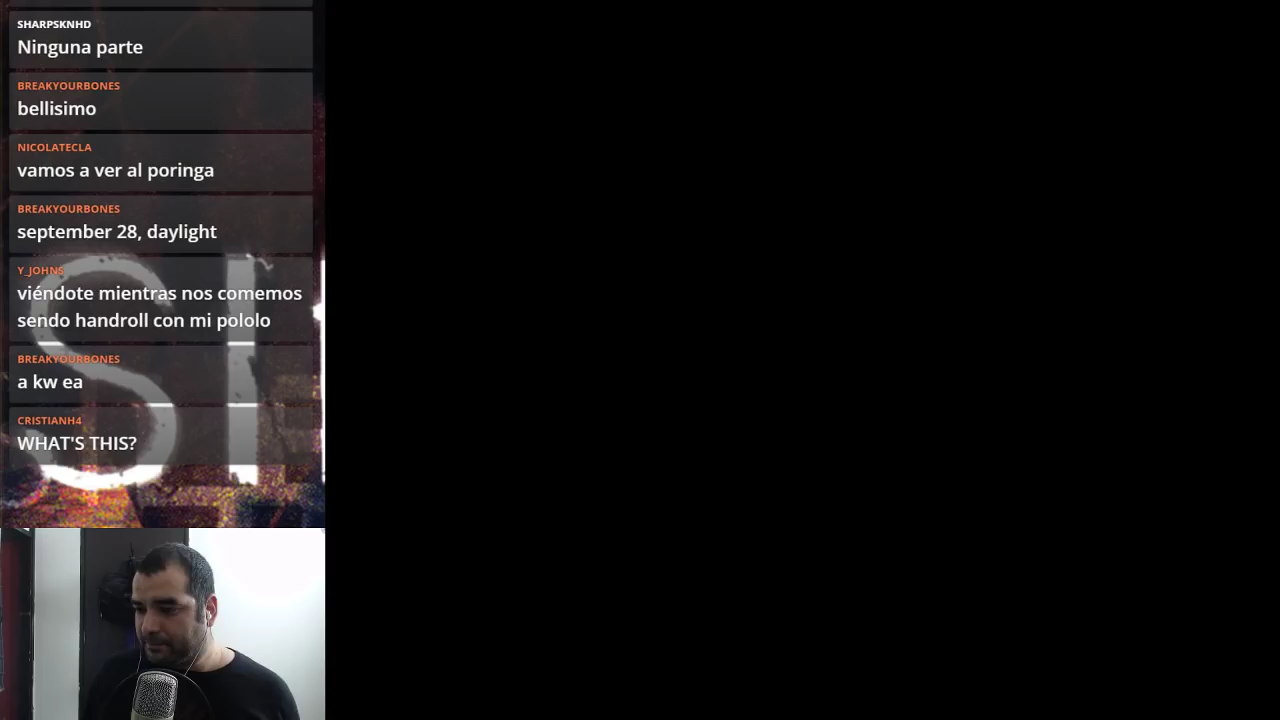 SHARPSKNHD
Ninguna parte
BREAKYOURBONES
bellisimo
NICOLATECLA
vamos a ver al poringa
BREAKYOURBONES
september 28, daylight
Y_JOHNS
viéndote mientras nos comemos
sendo handroll con mi pololo
BREAKYOURBONES
a kw ea
CRISTIANH4
WHAT'S THIS?